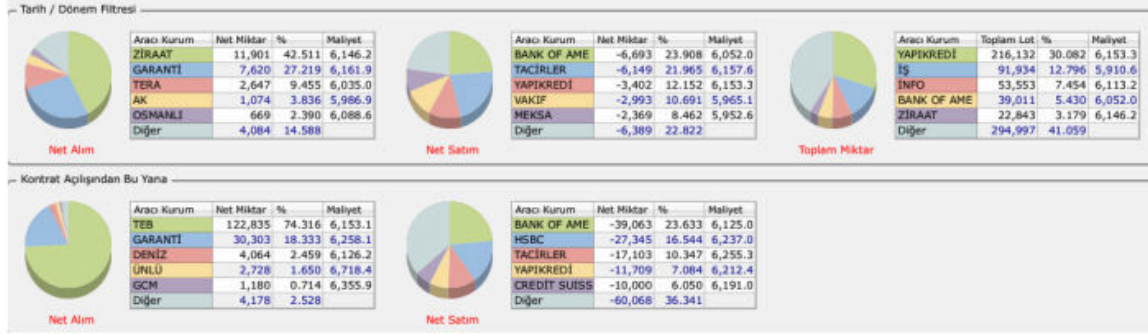 Tarih / Dönem Filtresi
Aracı Kurum Net Miktar % Maliyet
ZİRAAT 11,901 42.511 6,146.2
GARANTİ 7,620 27.219 6,161.9
TERA 2,647 9.455 6,035.0
AK 1,074 3.836 5,986.9
OSMANLI 669 2.390 6,088.6
Diğer 4,084 14.588
Net Alım
Aracı Kurum Net Miktar % Maliyet
BANK OF AME -6,693 23.908 6,052.0
TACİRLER -6,149 21.965 6,157.6
YAPIKREDİ -3,402 12.152 6,153.3
VAKIF -2,993 10.691 5,965.1
MEKSA -2,369 8.462 5,952.6
Diğer -6,389 22.822
Net Satım
Aracı Kurum Toplam Lot % Maliyet
YAPIKREDİ 216,132 30.082 6,153.3
İŞ 91,934 12.796 5,910.6
İNFO 53,553 7.454 6,113.2
BANK OF AME 39,011 5.430 6,052.0
ZİRAAT 22,843 3.179 6,146.2
Diğer 294,997 41.059
Toplam Miktar
Kontrat Açılışından Bu Yana
Aracı Kurum Net Miktar % Maliyet
TEB 122,835 74.316 6,153.1
GARANTİ 30,303 18.333 6,258.1
DENİZ 4,064 2.459 6,126.2
ÜNLÜ 2,728 1.650 6,718.4
GCM 1,180 0.714 6,355.9
Diğer 4,178 2.528
Net Alım
Aracı Kurum Net Miktar % Maliyet
BANK OF AME -39,063 23.633 6,125.0
HSBC -27,345 16.544 6,237.0
TACİRLER -17,103 10.347 6,255.3
YAPIKREDİ -11,709 7.084 6,212.4
CREDIT SUISS -10,000 6.050 6,191.0
Diğer -60,068 36.341
Net Satım